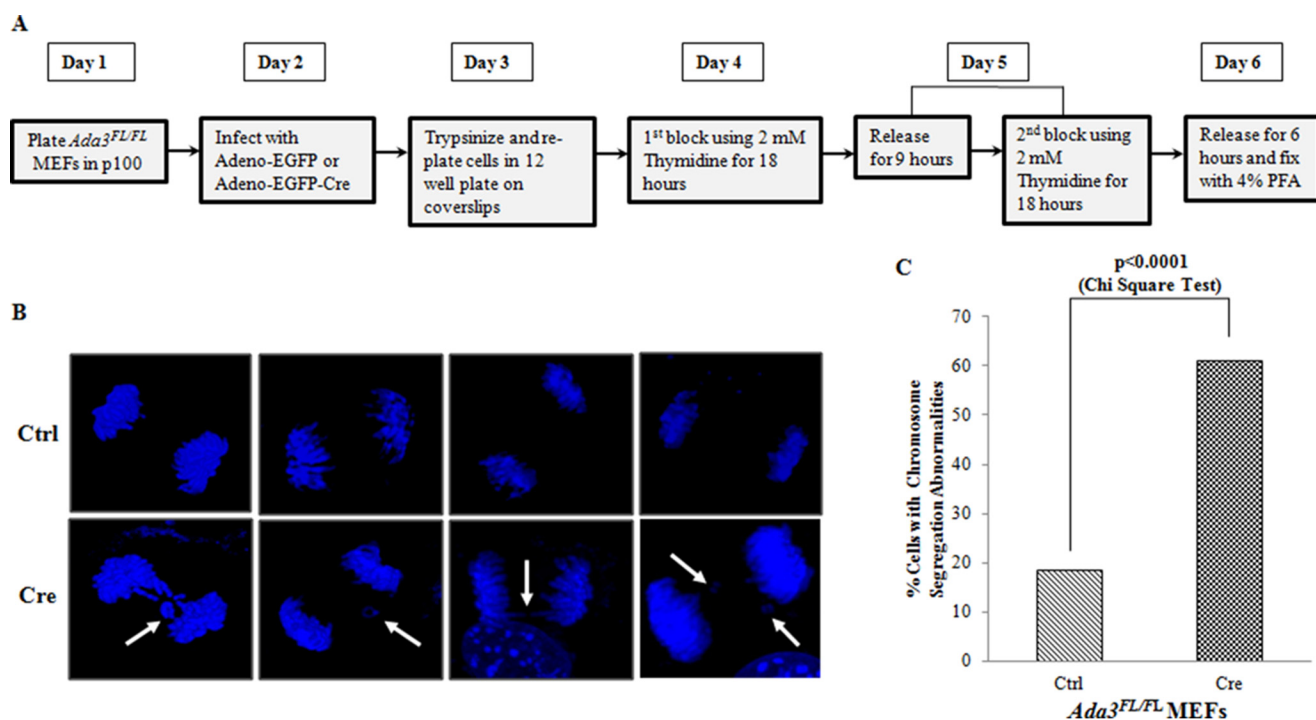 A
Day 1
Day 2
Day 3
Day 4
Day 5
Day 6
Plate Ada3FL/FL
MEFs in p100
Infect with
Adeno-EGFP or
Adeno-EGFP-Cre
Trypsinize and re-
plate cells in 12
well plate on
coverslips
1st block using 2 mM
Thymidine for 18
hours
Release
for 9 hours
2nd block using
2 mM
Thymidine for
18 hours
Release for 6
hours and fix
with 4% PFA
B
Ctrl
Cre
C
p<0.0001
(Chi Square Test)
% Cells with Chromosome
Segregation Abnormalities
70
60
50
40
30
20
10
0
Ctrl
Cre
Ada3FL/FL MEFs